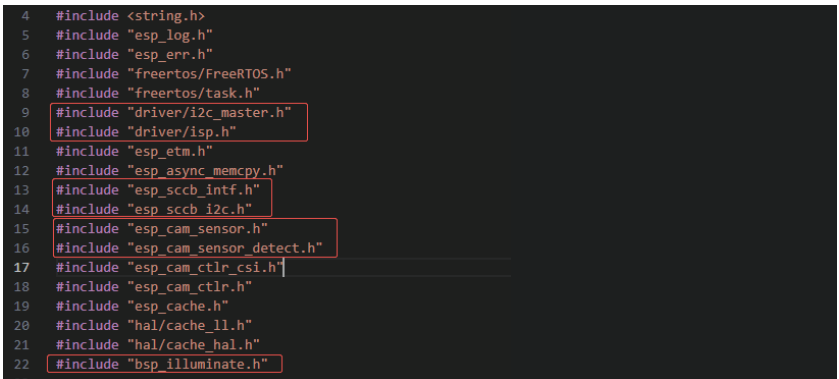 4 #include <string.h>
5 #include "esp_log.h"
6 #include "esp_err.h"
7 #include "freertos/FreeRTOS.h"
8 #include "freertos/task.h"
9 #include "driver/i2c_master.h"
10 #include "driver/isp.h"
11 #include "esp_etm.h"
12 #include "esp_async_memcpy.h"
13 #include "esp_sccb_intf.h"
14 #include "esp_sccb_i2c.h"
15 #include "esp_cam_sensor.h"
16 #include "esp_cam_sensor_detect.h"
17 #include "esp_cam_ctlr_csi.h"
18 #include "esp_cam_ctlr.h"
19 #include "esp_cache.h"
20 #include "hal/cache_ll.h"
21 #include "hal/cache_hal.h"
22 #include "bsp_illuminate.h"